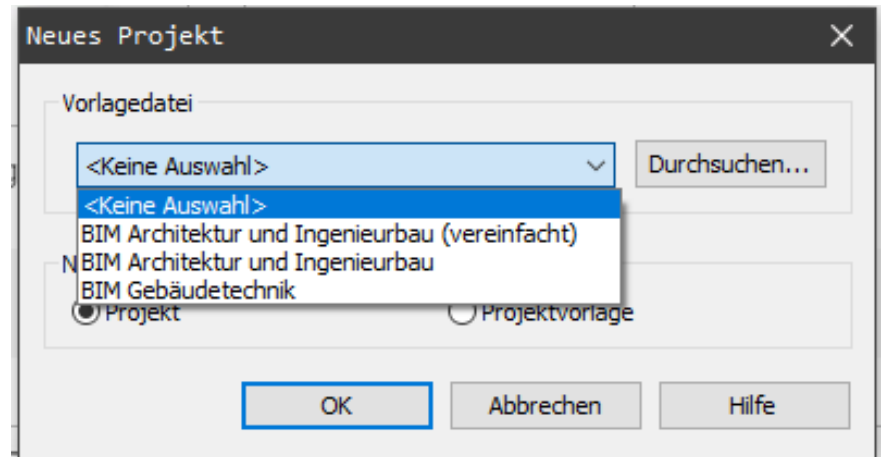 Neues Projekt
Vorlagedatei
<Keine Auswahl>
Durchsuchen...
<Keine Auswahl>
BIM Architektur und Ingenieurbau (vereinfacht)
BIM Architektur und Ingenieurbau
BIM Gebäudetechnik
Projekt
Projektvorlage
OK
Abbrechen
Hilfe